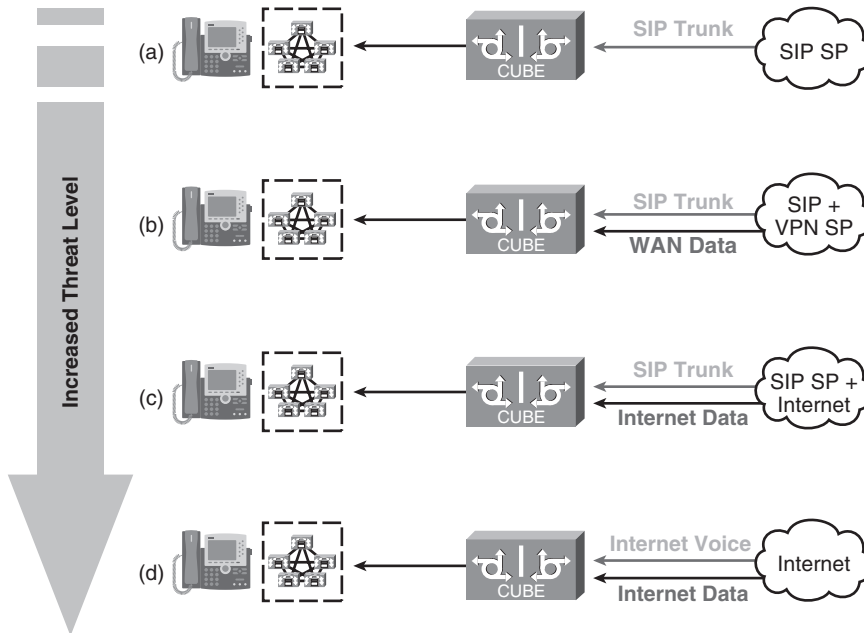 Increased Threat Level
(a)
CUBE
SIP Trunk
SIP SP
(b)
CUBE
SIP Trunk
WAN Data
SIP +
VPN SP
(c)
CUBE
SIP Trunk
Internet Data
SIP SP +
Internet
(d)
CUBE
Internet Voice
Internet Data
Internet